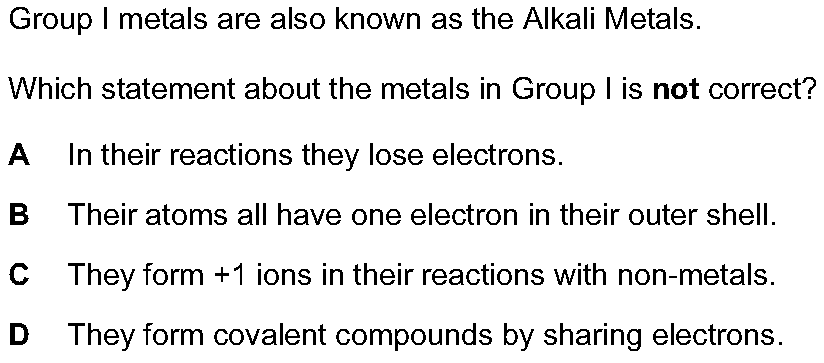 Group I metals are also known as the Alkali Metals.
Which statement about the metals in Group I is not correct?
A In their reactions they lose electrons.
B Their atoms all have one electron in their outer shell.
C They form +1 ions in their reactions with non-metals.
D They form covalent compounds by sharing electrons.